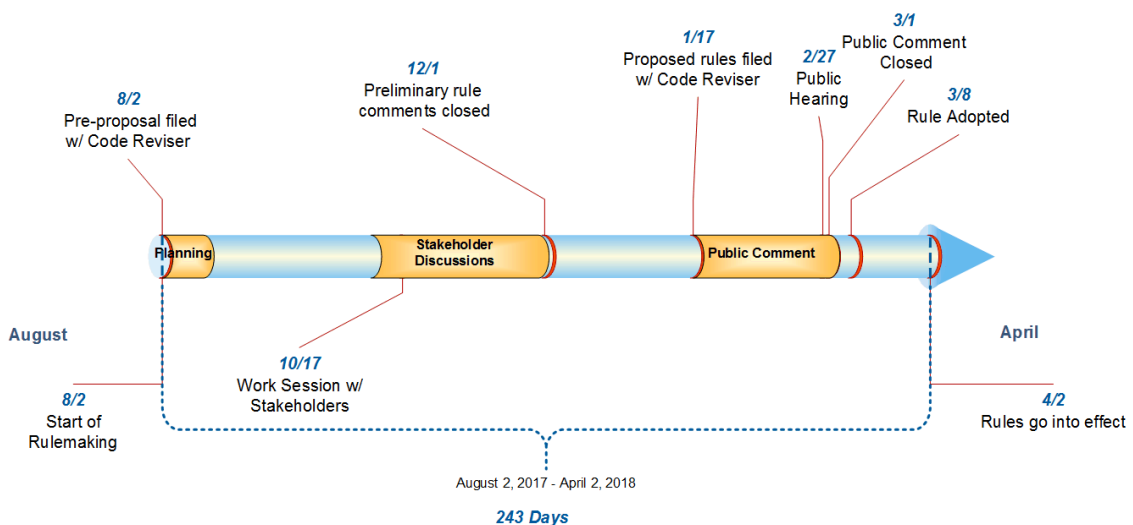 3/1
Public Comment
Closed
1/17
Proposed rules filed
w/ Code Reviser
2/27
Public
Hearing
12/1
Preliminary rule
comments closed
8/2
Pre-proposal filed
w/ Code Reviser
3/8
Rule Adopted
Planning
Stakeholder
Discussions
Public Comment
August
April
10/17
Work Session w/
Stakeholders
8/2
Start of
Rulemaking
4/2
Rules go into effect
August 2, 2017 - April 2, 2018
243 Days